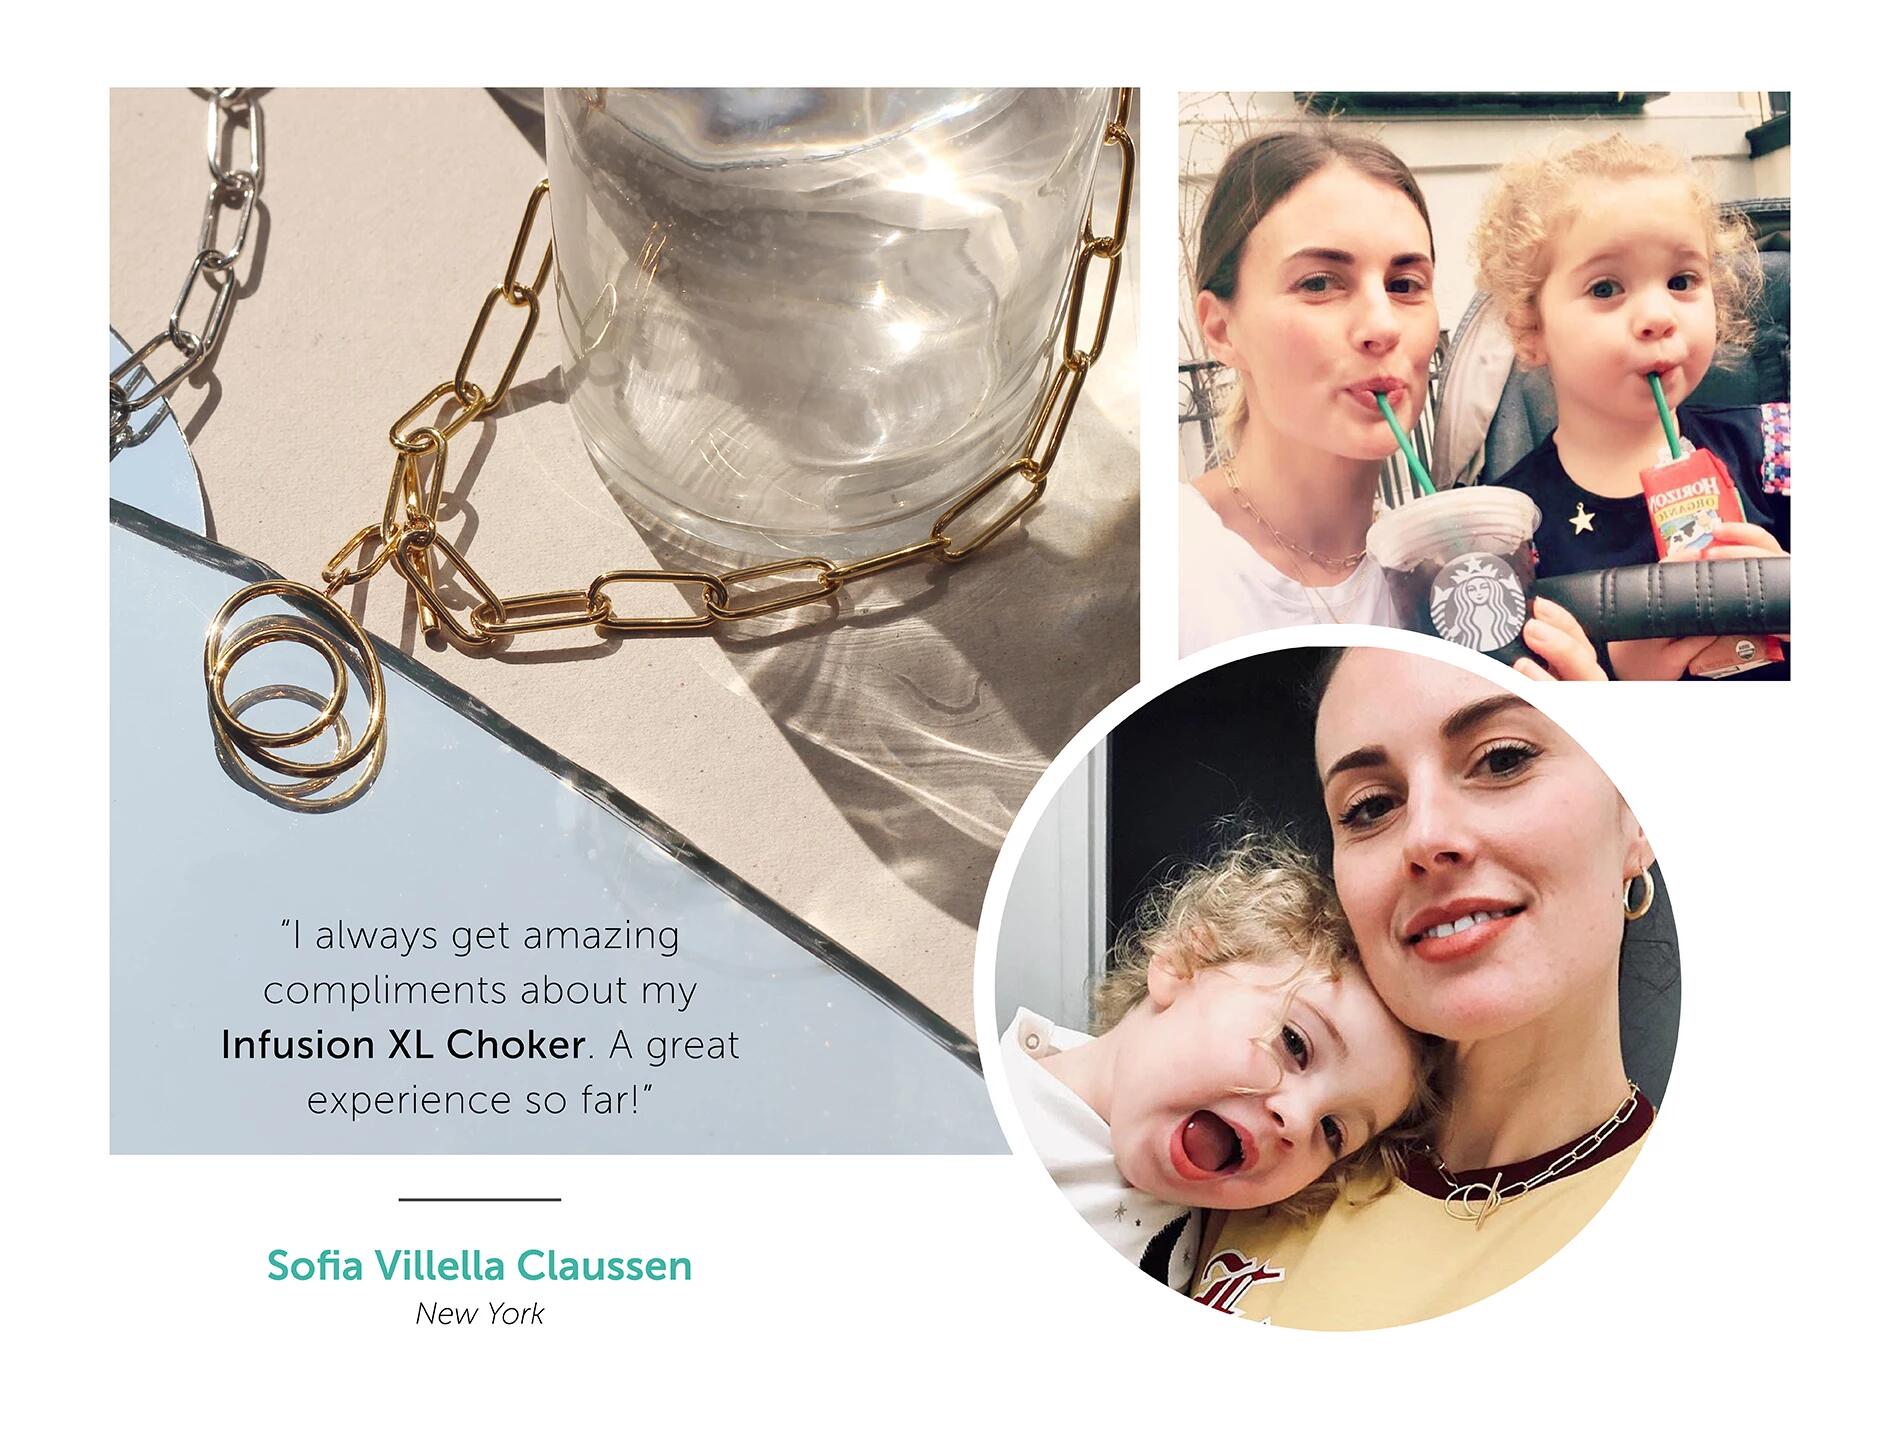 “I always get amazing
compliments about my
Infusion XL Choker. A great
experience so far!”
Sofia Villella Claussen
New York
HORIZON
ORGANIC